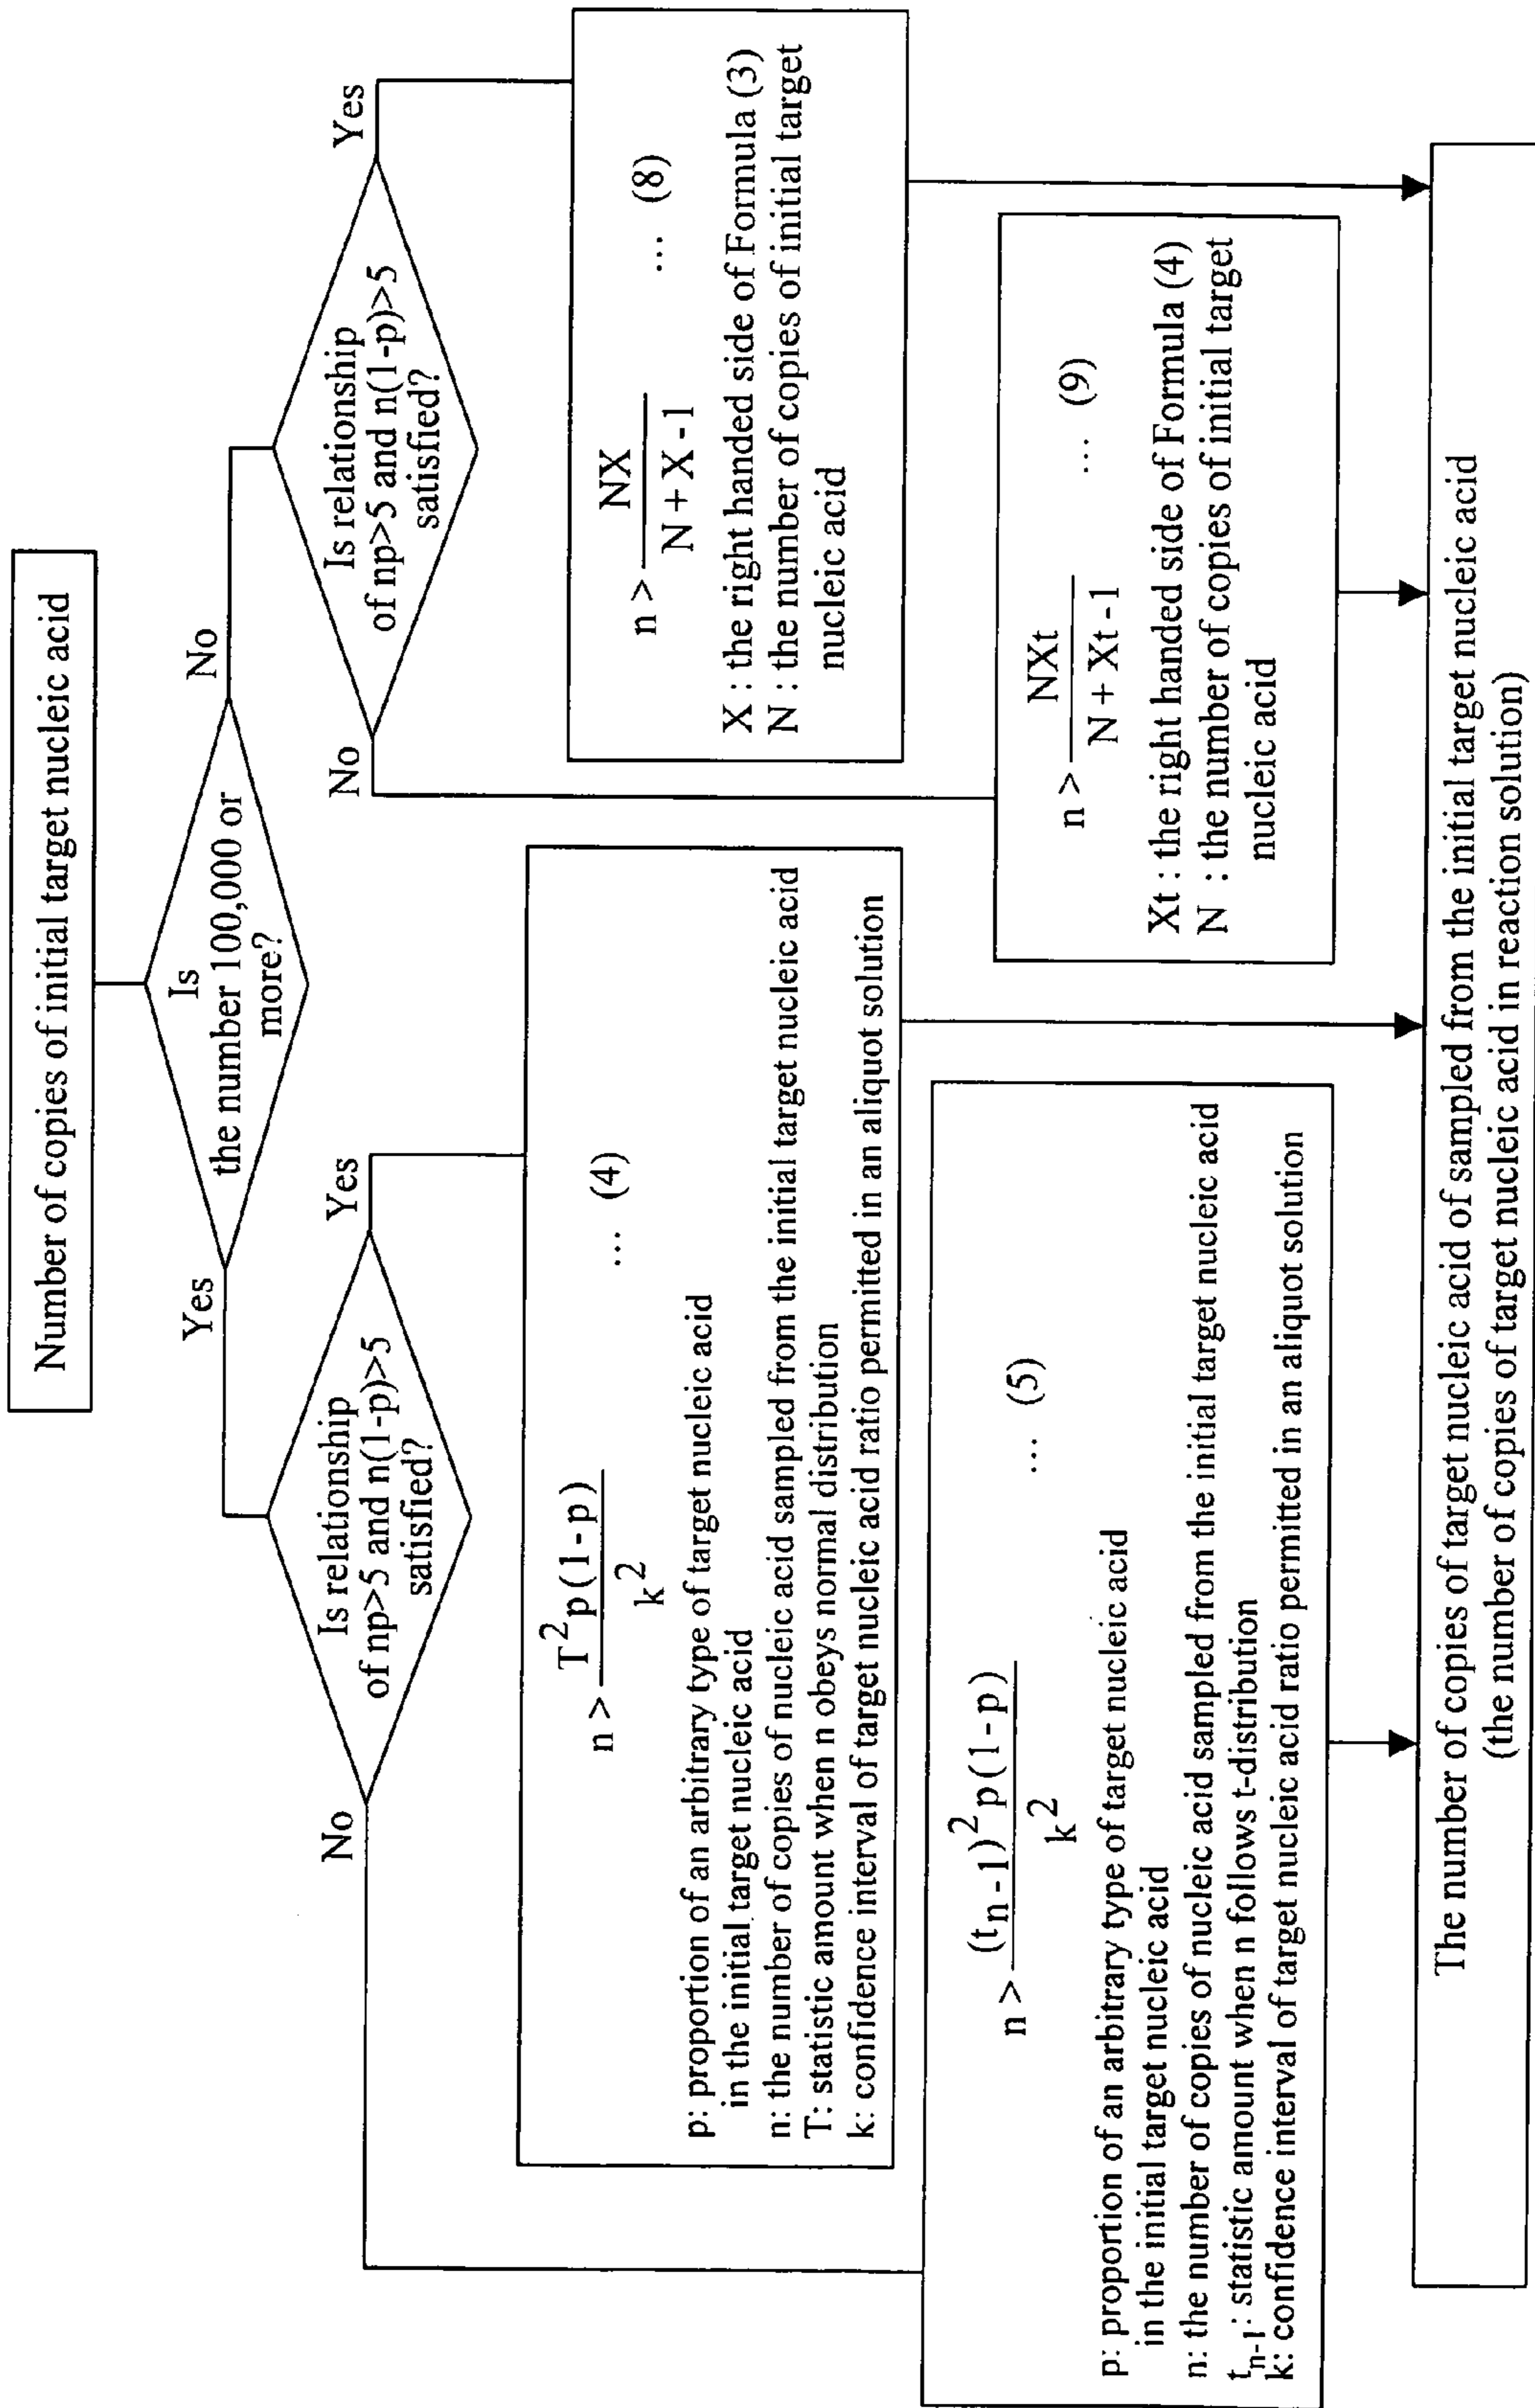 Number of copies of initial target nucleic acid
Is
the number 100,000 or
more?
Yes
No
Is relationship
of np>5 and n(1-p)>5
satisfied?
No
Yes
n > \frac{T^2 p(1-p)}{k^2} ... (4)
p: proportion of an arbitrary type of target nucleic acid
in the initial target nucleic acid
n: the number of copies of nucleic acid sampled from the initial target nucleic acid
T: statistic amount when n obeys normal distribution
k: confidence interval of target nucleic acid ratio permitted in an aliquot solution
n > \frac{(t_{n-1})^2 p(1-p)}{k^2} ... (5)
p: proportion of an arbitrary type of target nucleic acid
in the initial target nucleic acid
n: the number of copies of nucleic acid sampled from the initial target nucleic acid
t_{n-1}: statistic amount when n follows t-distribution
k: confidence interval of target nucleic acid ratio permitted in an aliquot solution
Is relationship
of np>5 and n(1-p)>5
satisfied?
No
Yes
n > \frac{NX}{N + X -1} ... (8)
X : the right handed side of Formula (3)
N : the number of copies of initial target
nucleic acid
n > \frac{NXt}{N + Xt -1} ... (9)
Xt : the right handed side of Formula (4)
N : the number of copies of initial target
nucleic acid
The number of copies of target nucleic acid of sampled from the initial target nucleic acid
(the number of copies of target nucleic acid in reaction solution)